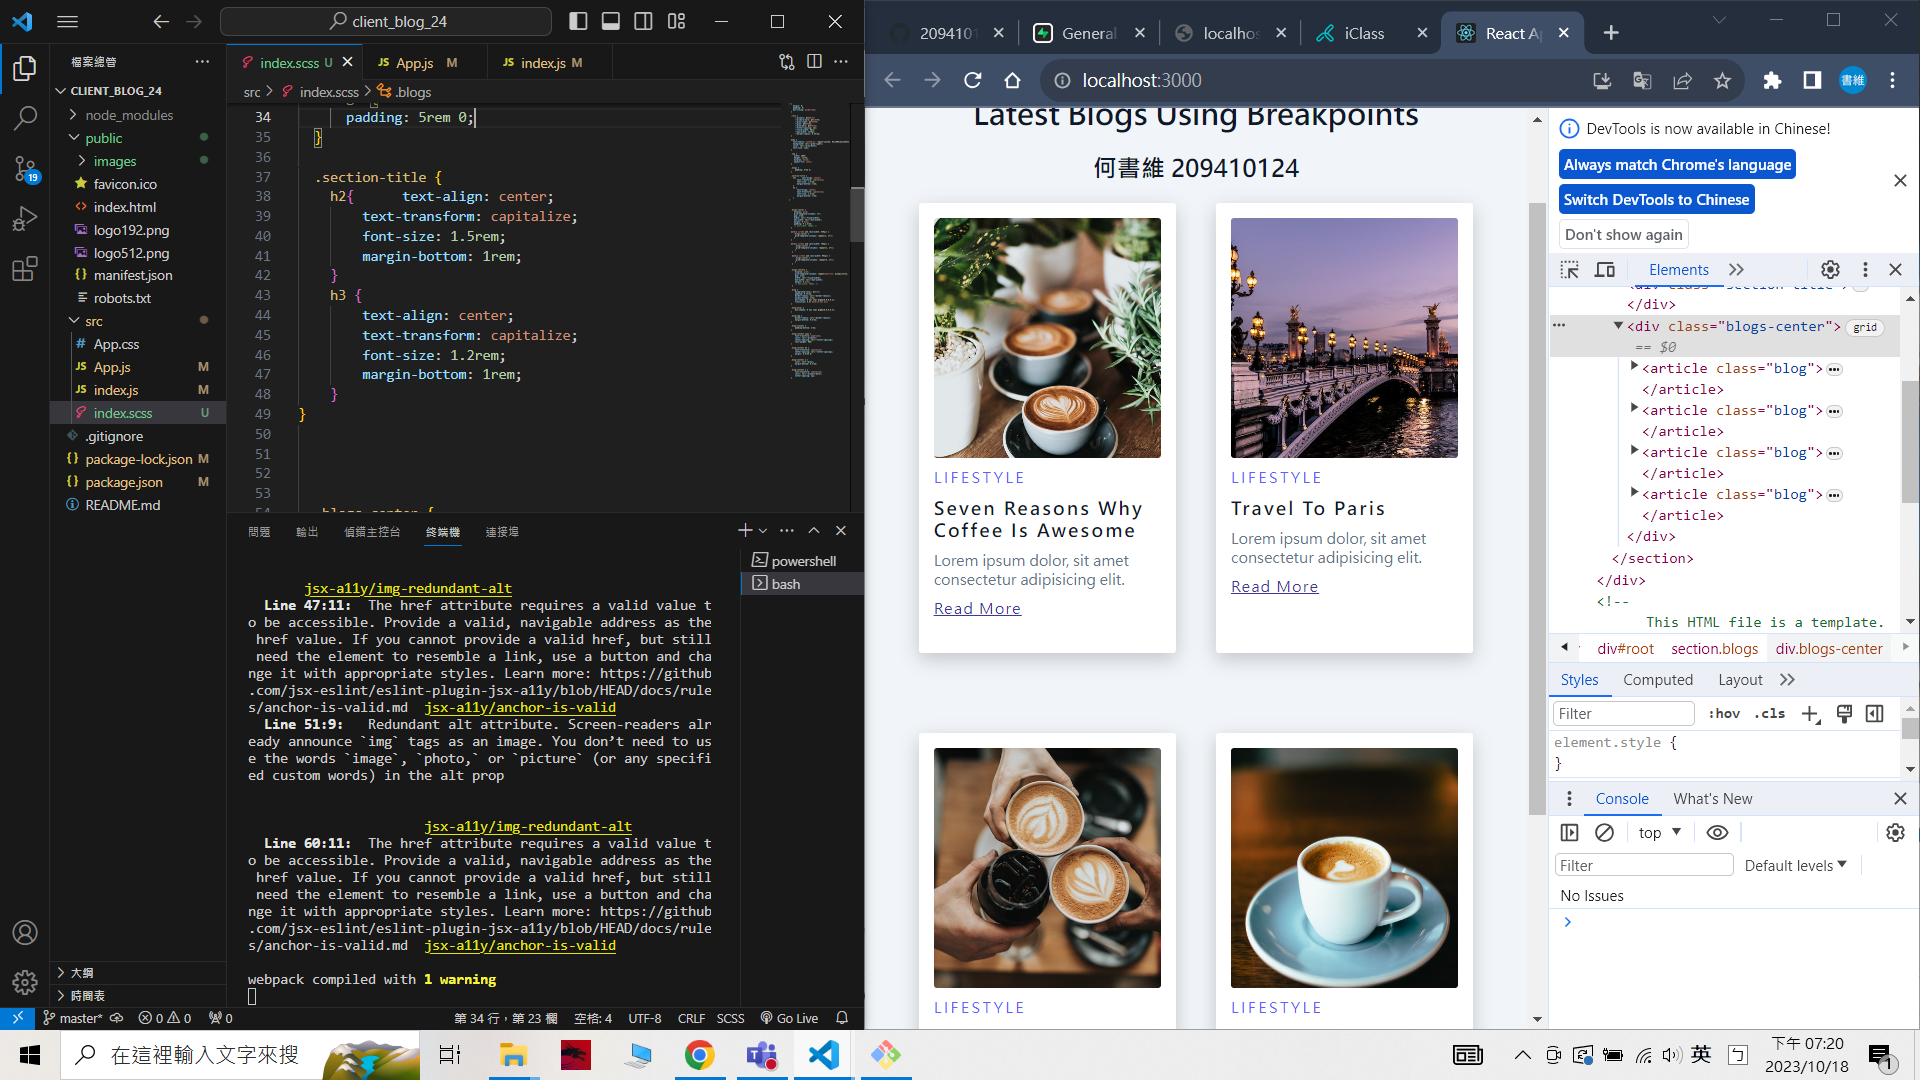 client_blog_24
檔案總管
CLIENT_BLOG_24
node_modules
public
images
favicon.ico
index.html
logo192.png
logo512.png
manifest.json
robots.txt
src
App.css
App.js M
index.js M
index.scss U
.gitignore
package-lock.json M
package.json M
README.md
大綱
時間表
19
index.scss U
App.js M
index.js M
src > index.scss > .blogs
34 padding: 5rem 0;
35 }
36
37 .section-title {
38 h2{ text-align: center;
39 text-transform: capitalize;
40 font-size: 1.5rem;
41 margin-bottom: 1rem;
42 }
43 h3 {
44 text-align: center;
45 text-transform: capitalize;
46 font-size: 1.2rem;
47 margin-bottom: 1rem;
48 }
49 }
50
51
52
53
問題 輸出 偵錯主控台 終端機 連接埠
powershell
bash
jsx-a11y/img-redundant-alt
Line 47:11: The href attribute requires a valid value t
o be accessible. Provide a valid, navigable address as the
href value. If you cannot provide a valid href, but still
need the element to resemble a link, use a button and cha
nge it with appropriate styles. Learn more: https://github
.com/jsx-eslint/eslint-plugin-jsx-a11y/blob/HEAD/docs/rule
s/anchor-is-valid.md jsx-a11y/anchor-is-valid
Line 51:9: Redundant alt attribute. Screen-readers alr
eady announce `img` tags as an image. You don’t need to us
e the words `image`, `photo,` or `picture` (or any specifi
ed custom words) in the alt prop
jsx-a11y/img-redundant-alt
Line 60:11: The href attribute requires a valid value t
o be accessible. Provide a valid, navigable address as the
href value. If you cannot provide a valid href, but still
need the element to resemble a link, use a button and cha
nge it with appropriate styles. Learn more: https://github
.com/jsx-eslint/eslint-plugin-jsx-a11y/blob/HEAD/docs/rule
s/anchor-is-valid.md jsx-a11y/anchor-is-valid
webpack compiled with 1 warning
master* 0 0 0 第 34 行，第 23 欄 空格: 4 UTF-8 CRLF SCSS Go Live
209410 General localhos iClass React Ap
localhost:3000
書維
Latest Blogs Using Breakpoints
何書維 209410124
LIFESTYLE
Seven Reasons Why
Coffee Is Awesome
Lorem ipsum dolor, sit amet
consectetur adipisicing elit.
Read More
LIFESTYLE
Travel To Paris
Lorem ipsum dolor, sit amet
consectetur adipisicing elit.
Read More
LIFESTYLE
LIFESTYLE
DevTools is now available in Chinese!
Always match Chrome's language
Switch DevTools to Chinese
Don't show again
Elements
</div>
<div class="blogs-center"> grid
== $0
<article class="blog">
</article>
<article class="blog">
</article>
<article class="blog">
</article>
<article class="blog">
</article>
</div>
</section>
</div>
<!--
This HTML file is a template.
div#root section.blogs div.blogs-center
Styles Computed Layout
Filter :hov .cls
element.style {
}
Console What's New
top
Filter Default levels
No Issues
在這裡輸入文字來搜
英
下午 07:20
2023/10/18
1